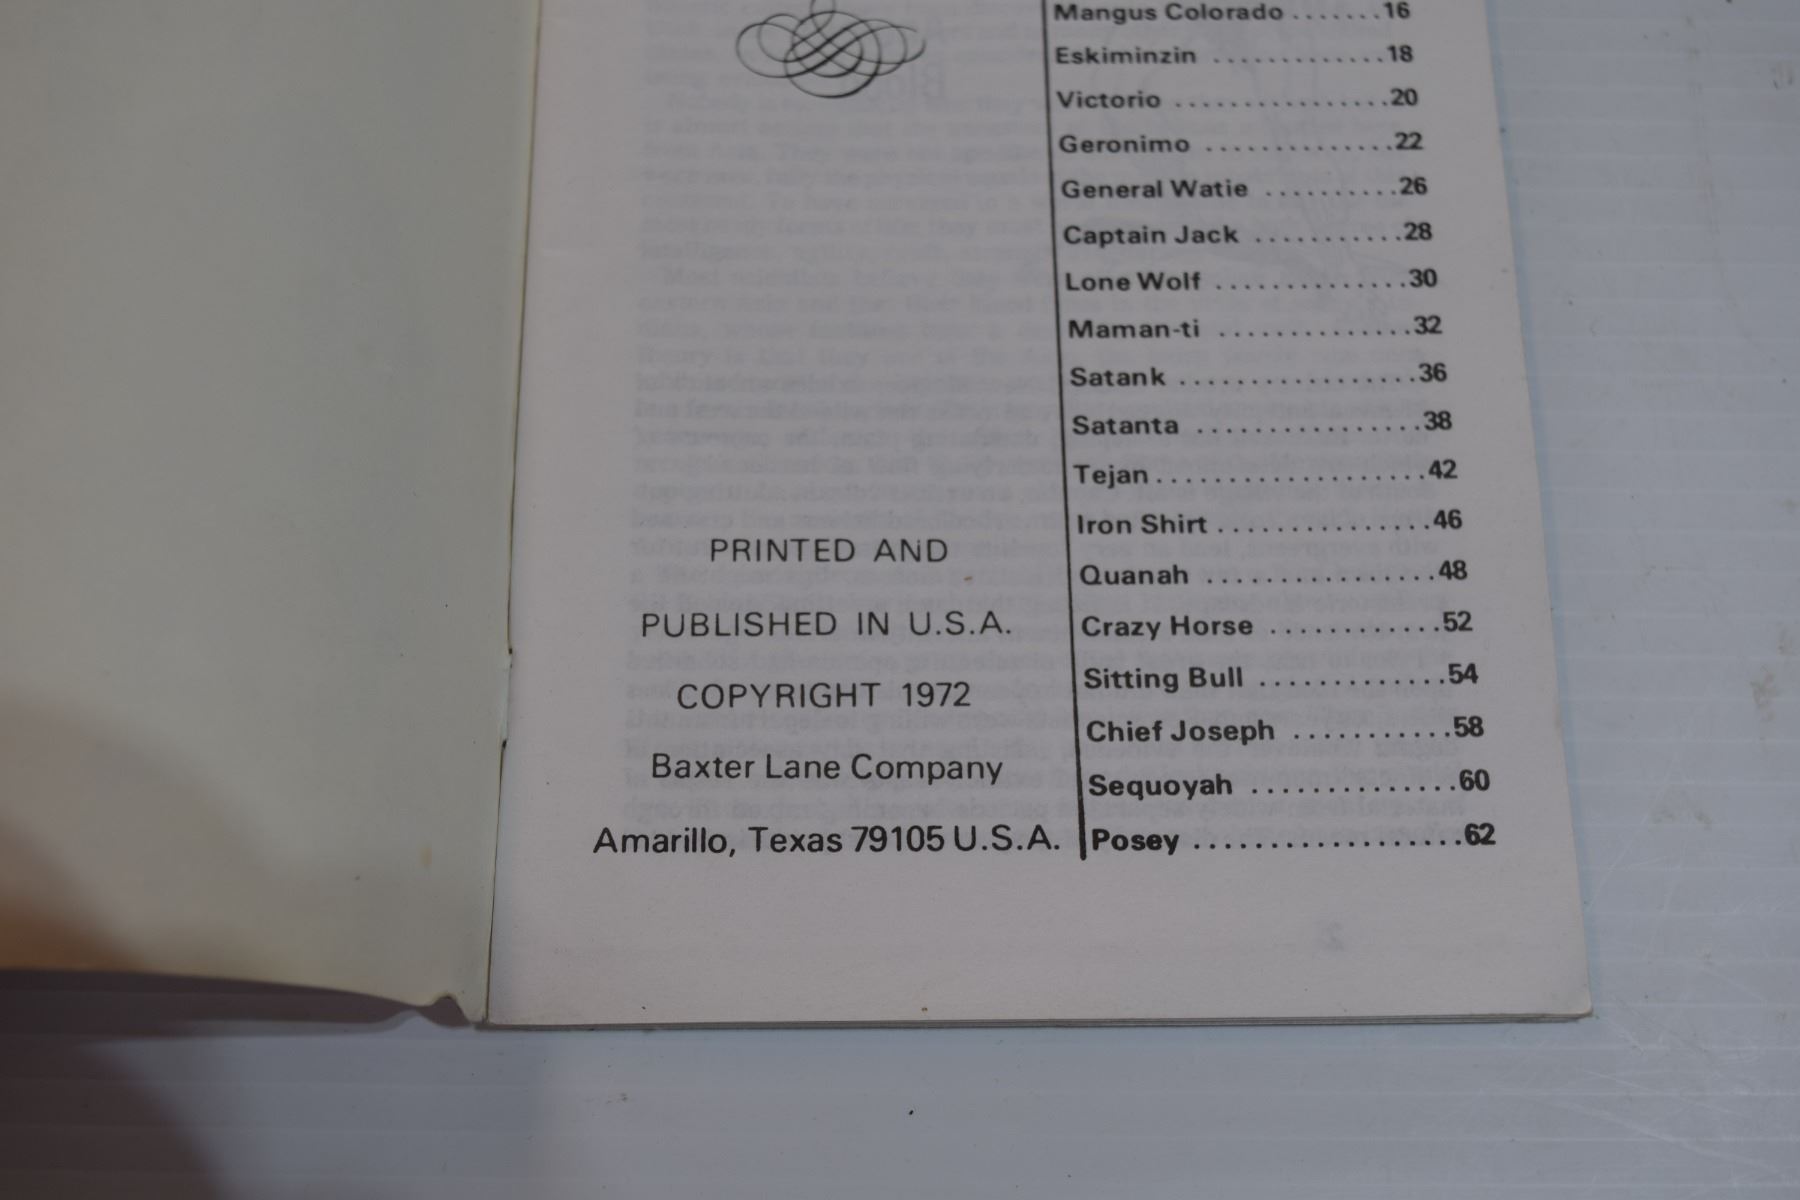 PRINTED AND
PUBLISHED IN U.S.A.
COPYRIGHT 1972
Baxter Lane Company
Amarillo, Texas 79105 U.S.A.
Mangus Colorado .......16
Eskiminzin .............18
Victorio ................20
Geronimo ..............22
General Watie ..........26
Captain Jack ...........28
Lone Wolf ..............30
Maman-ti ..............32
Satank .................36
Satanta .................38
Tejan....................42
Iron Shirt ...............46
Quanah ................48
Crazy Horse ............52
Sitting Bull .............54
Chief Joseph ...........58
Sequoyah ..............60
Posey ...................62